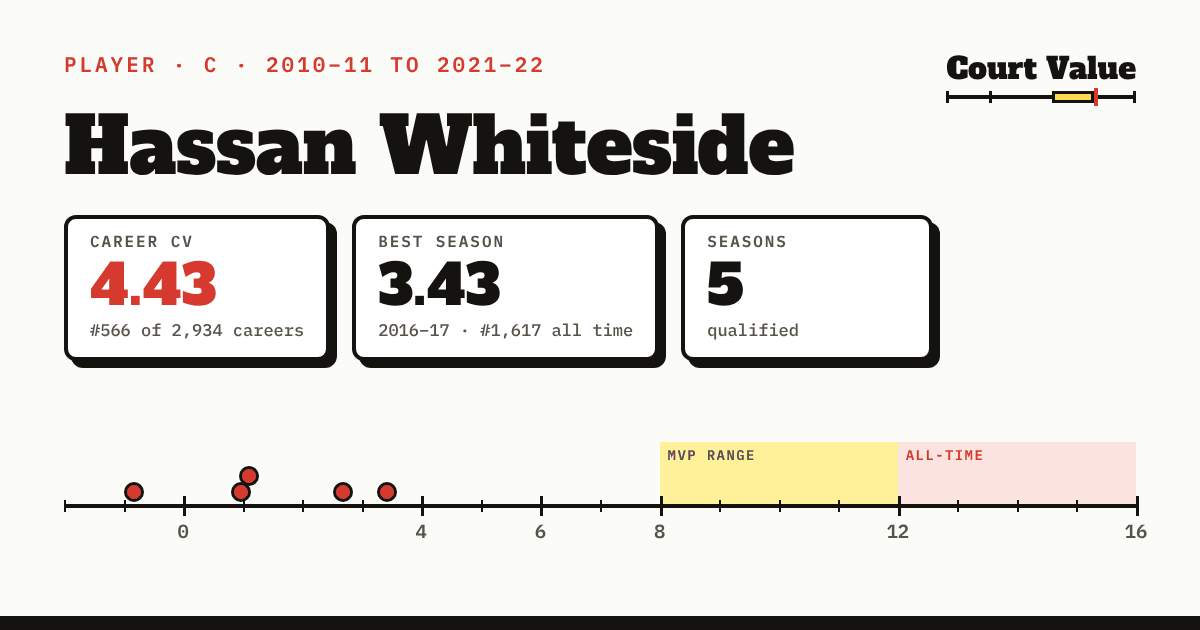 PLAYER · C · 2010–11 TO 2021–22
Court Value
Hassan Whiteside
CAREER CV
4.43
#566 of 2,934 careers
BEST SEASON
3.43
2016–17 · #1,617 all time
SEASONS
5
qualified
MVP RANGE
ALL-TIME
0 4 6 8 12 16